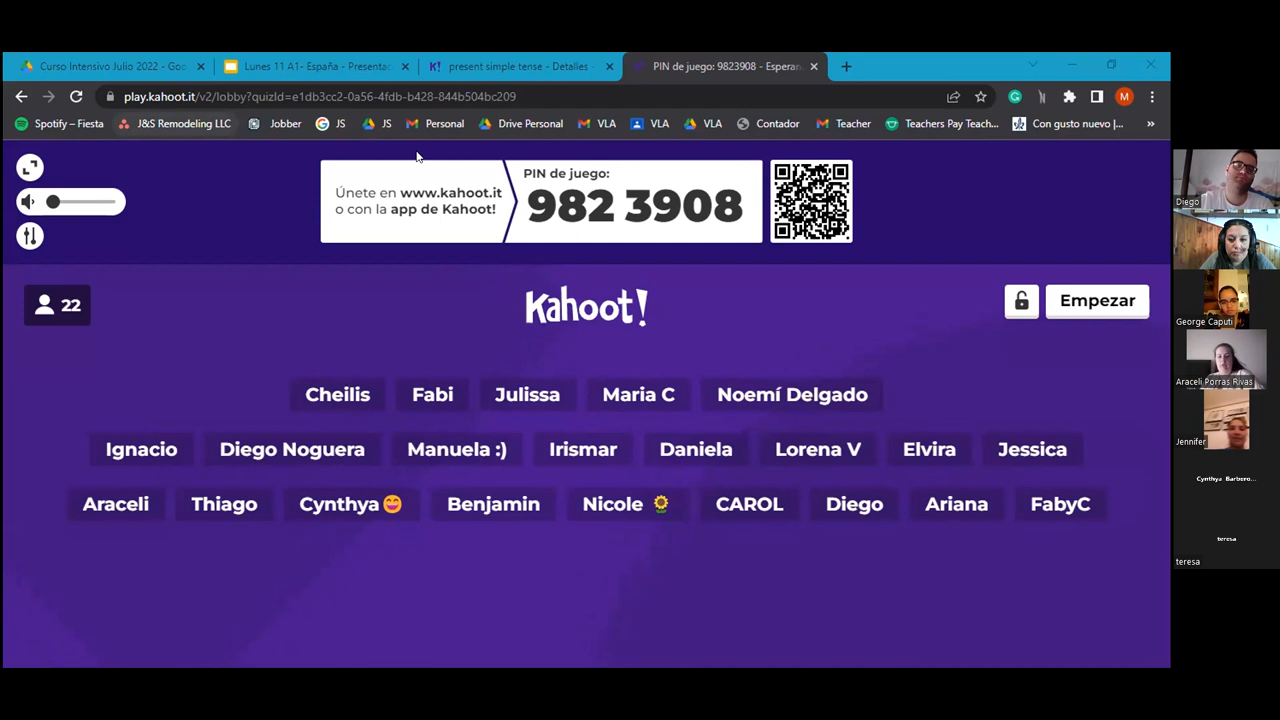 Curso Intensivo Julio 2022 - Goo
Lunes 11 A1- España - Presentac
K! present simple tense - Detalles -
PIN de juego: 9823908 - Esperan
play.kahoot.it/v2/lobby?quizId=e1db3cc2-0a56-4fdb-b428-844b504bc209
M
Spotify – Fiesta
J&S Remodeling LLC
Jobber
JS
JS
Personal
Drive Personal
VLA
VLA
VLA
Contador
Teacher
Teachers Pay Teach...
Con gusto nuevo |...
»
Únete en www.kahoot.it
o con la app de Kahoot!
PIN de juego:
982 3908
22
Kahoot!
Empezar
Cheilis Fabi Julissa Maria C Noemí Delgado
Ignacio Diego Noguera Manuela :) Irismar Daniela Lorena V Elvira Jessica
Araceli Thiago Cynthya😄 Benjamin Nicole 🌻 CAROL Diego Ariana FabyC
Diego
George Caputi
Araceli Porras Rivas
Jennifer
Cynthya Barbero...
teresa
teresa